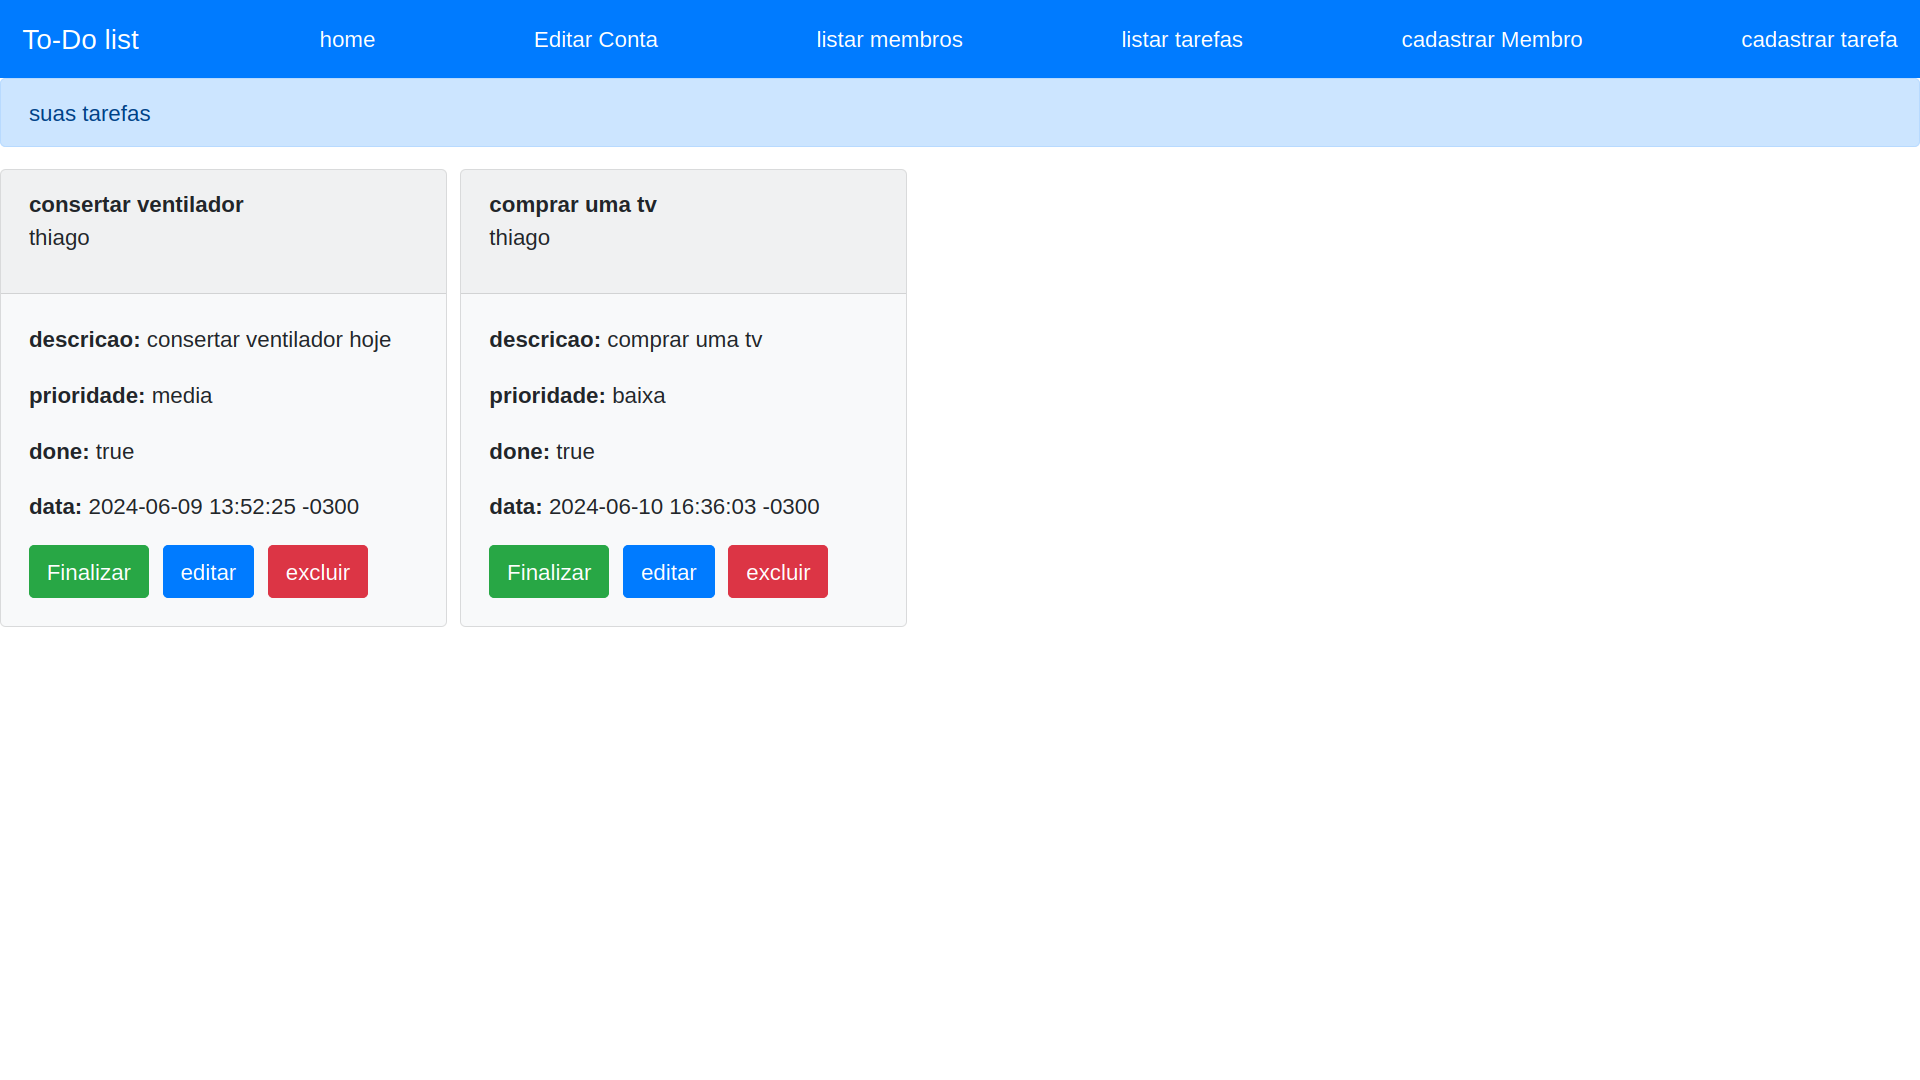 To-Do list home Editar Conta listar membros listar tarefas cadastrar Membro cadastrar tarefa
suas tarefas
consertar ventilador
thiago
descricao: consertar ventilador hoje
prioridade: media
done: true
data: 2024-06-09 13:52:25 -0300
Finalizar editar excluir
comprar uma tv
thiago
descricao: comprar uma tv
prioridade: baixa
done: true
data: 2024-06-10 16:36:03 -0300
Finalizar editar excluir